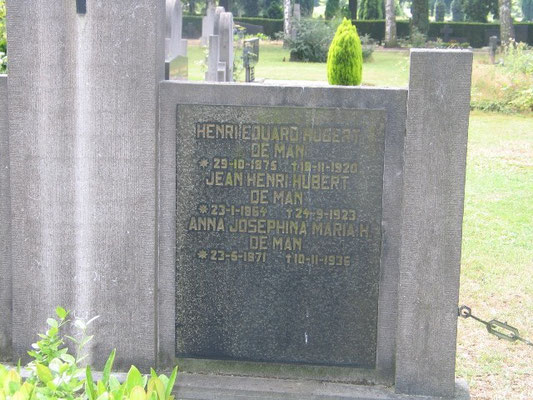 HENRI EDUARD HUBERT
DE MAN
* 29-10-1875 †18-11-1920
JEAN HENRI HUBERT
DE MAN
* 23-1-1864 †24-9-1923
ANNA JOSEPHINA MARIA H.
DE MAN
* 23-6-1871 †10-11-1936